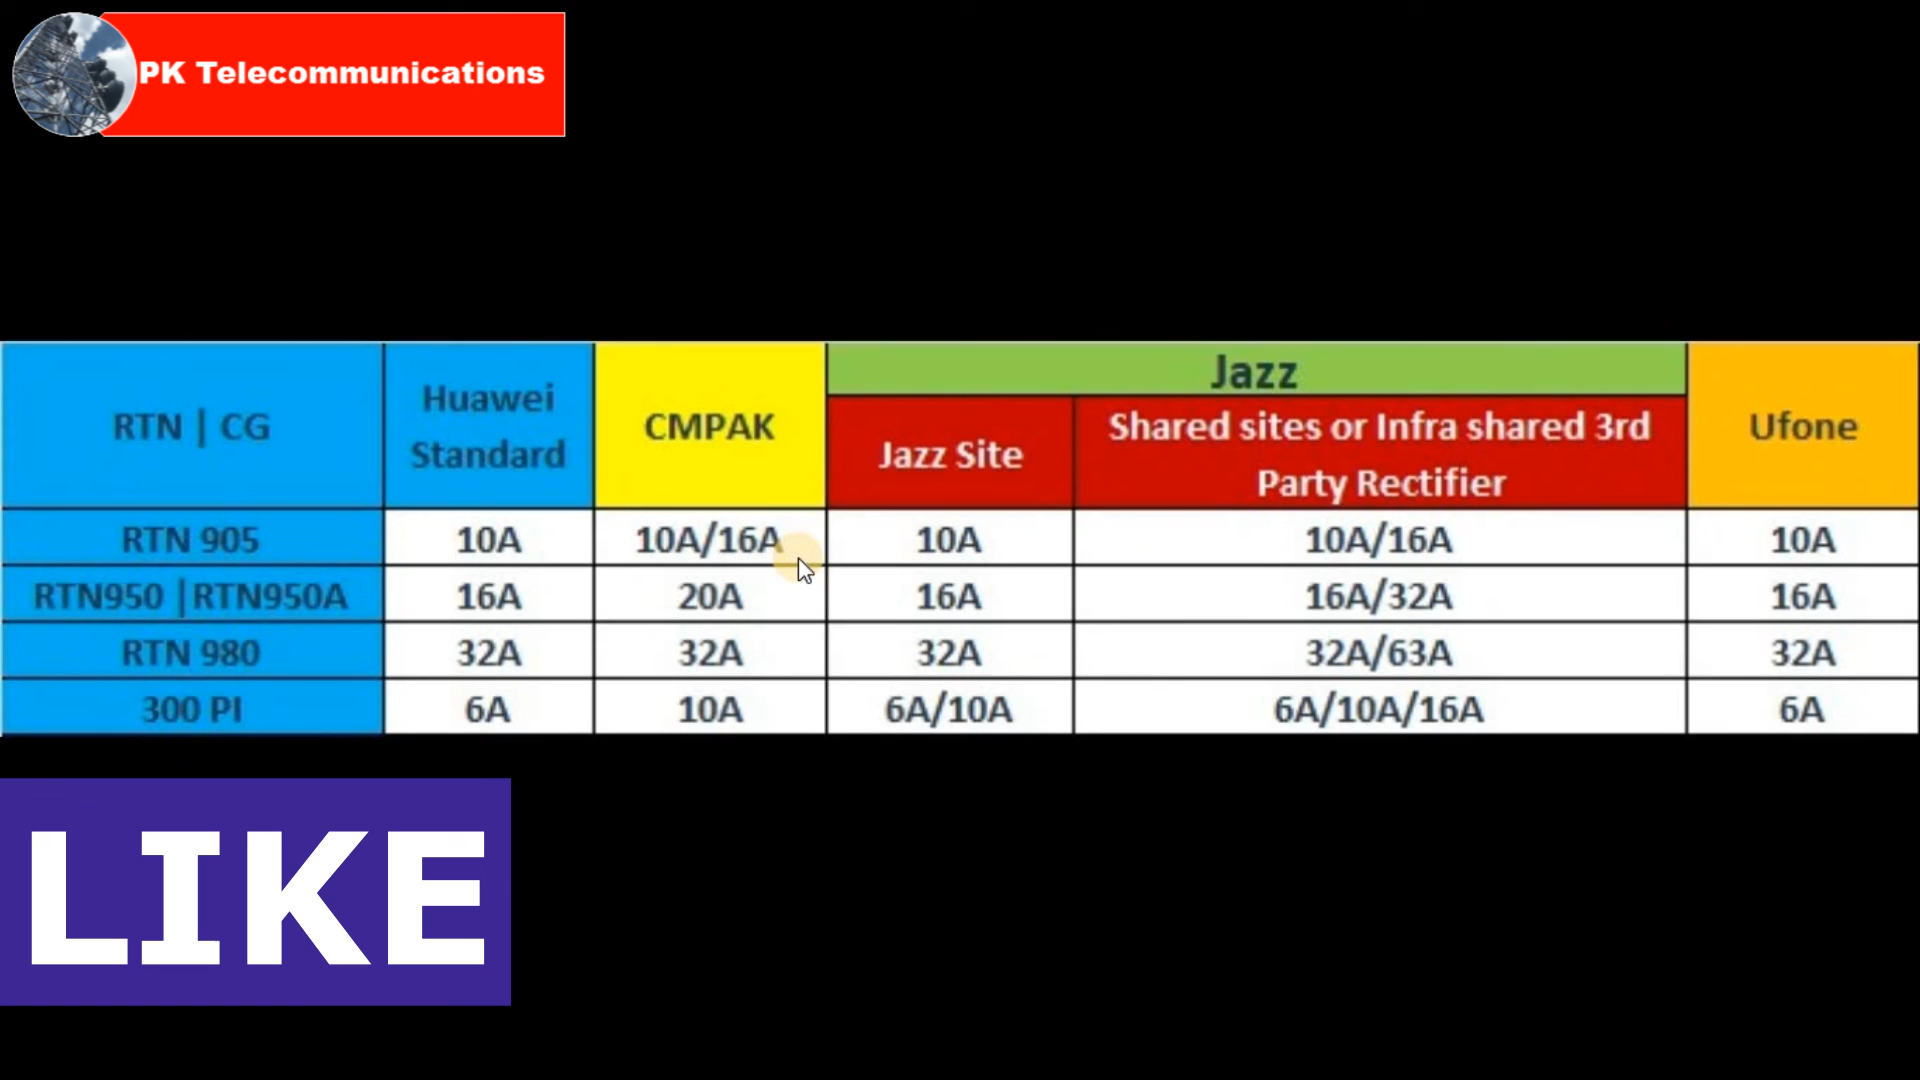 PK Telecommunications
RTN | CG
Huawei
Standard
CMPAK
Jazz
Jazz Site
Shared sites or Infra shared 3rd
Party Rectifier
Ufone
RTN 905 10A 10A/16A 10A 10A/16A 10A
RTN950 |RTN950A 16A 20A 16A 16A/32A 16A
RTN 980 32A 32A 32A 32A/63A 32A
300 PI 6A 10A 6A/10A 6A/10A/16A 6A
LIKE